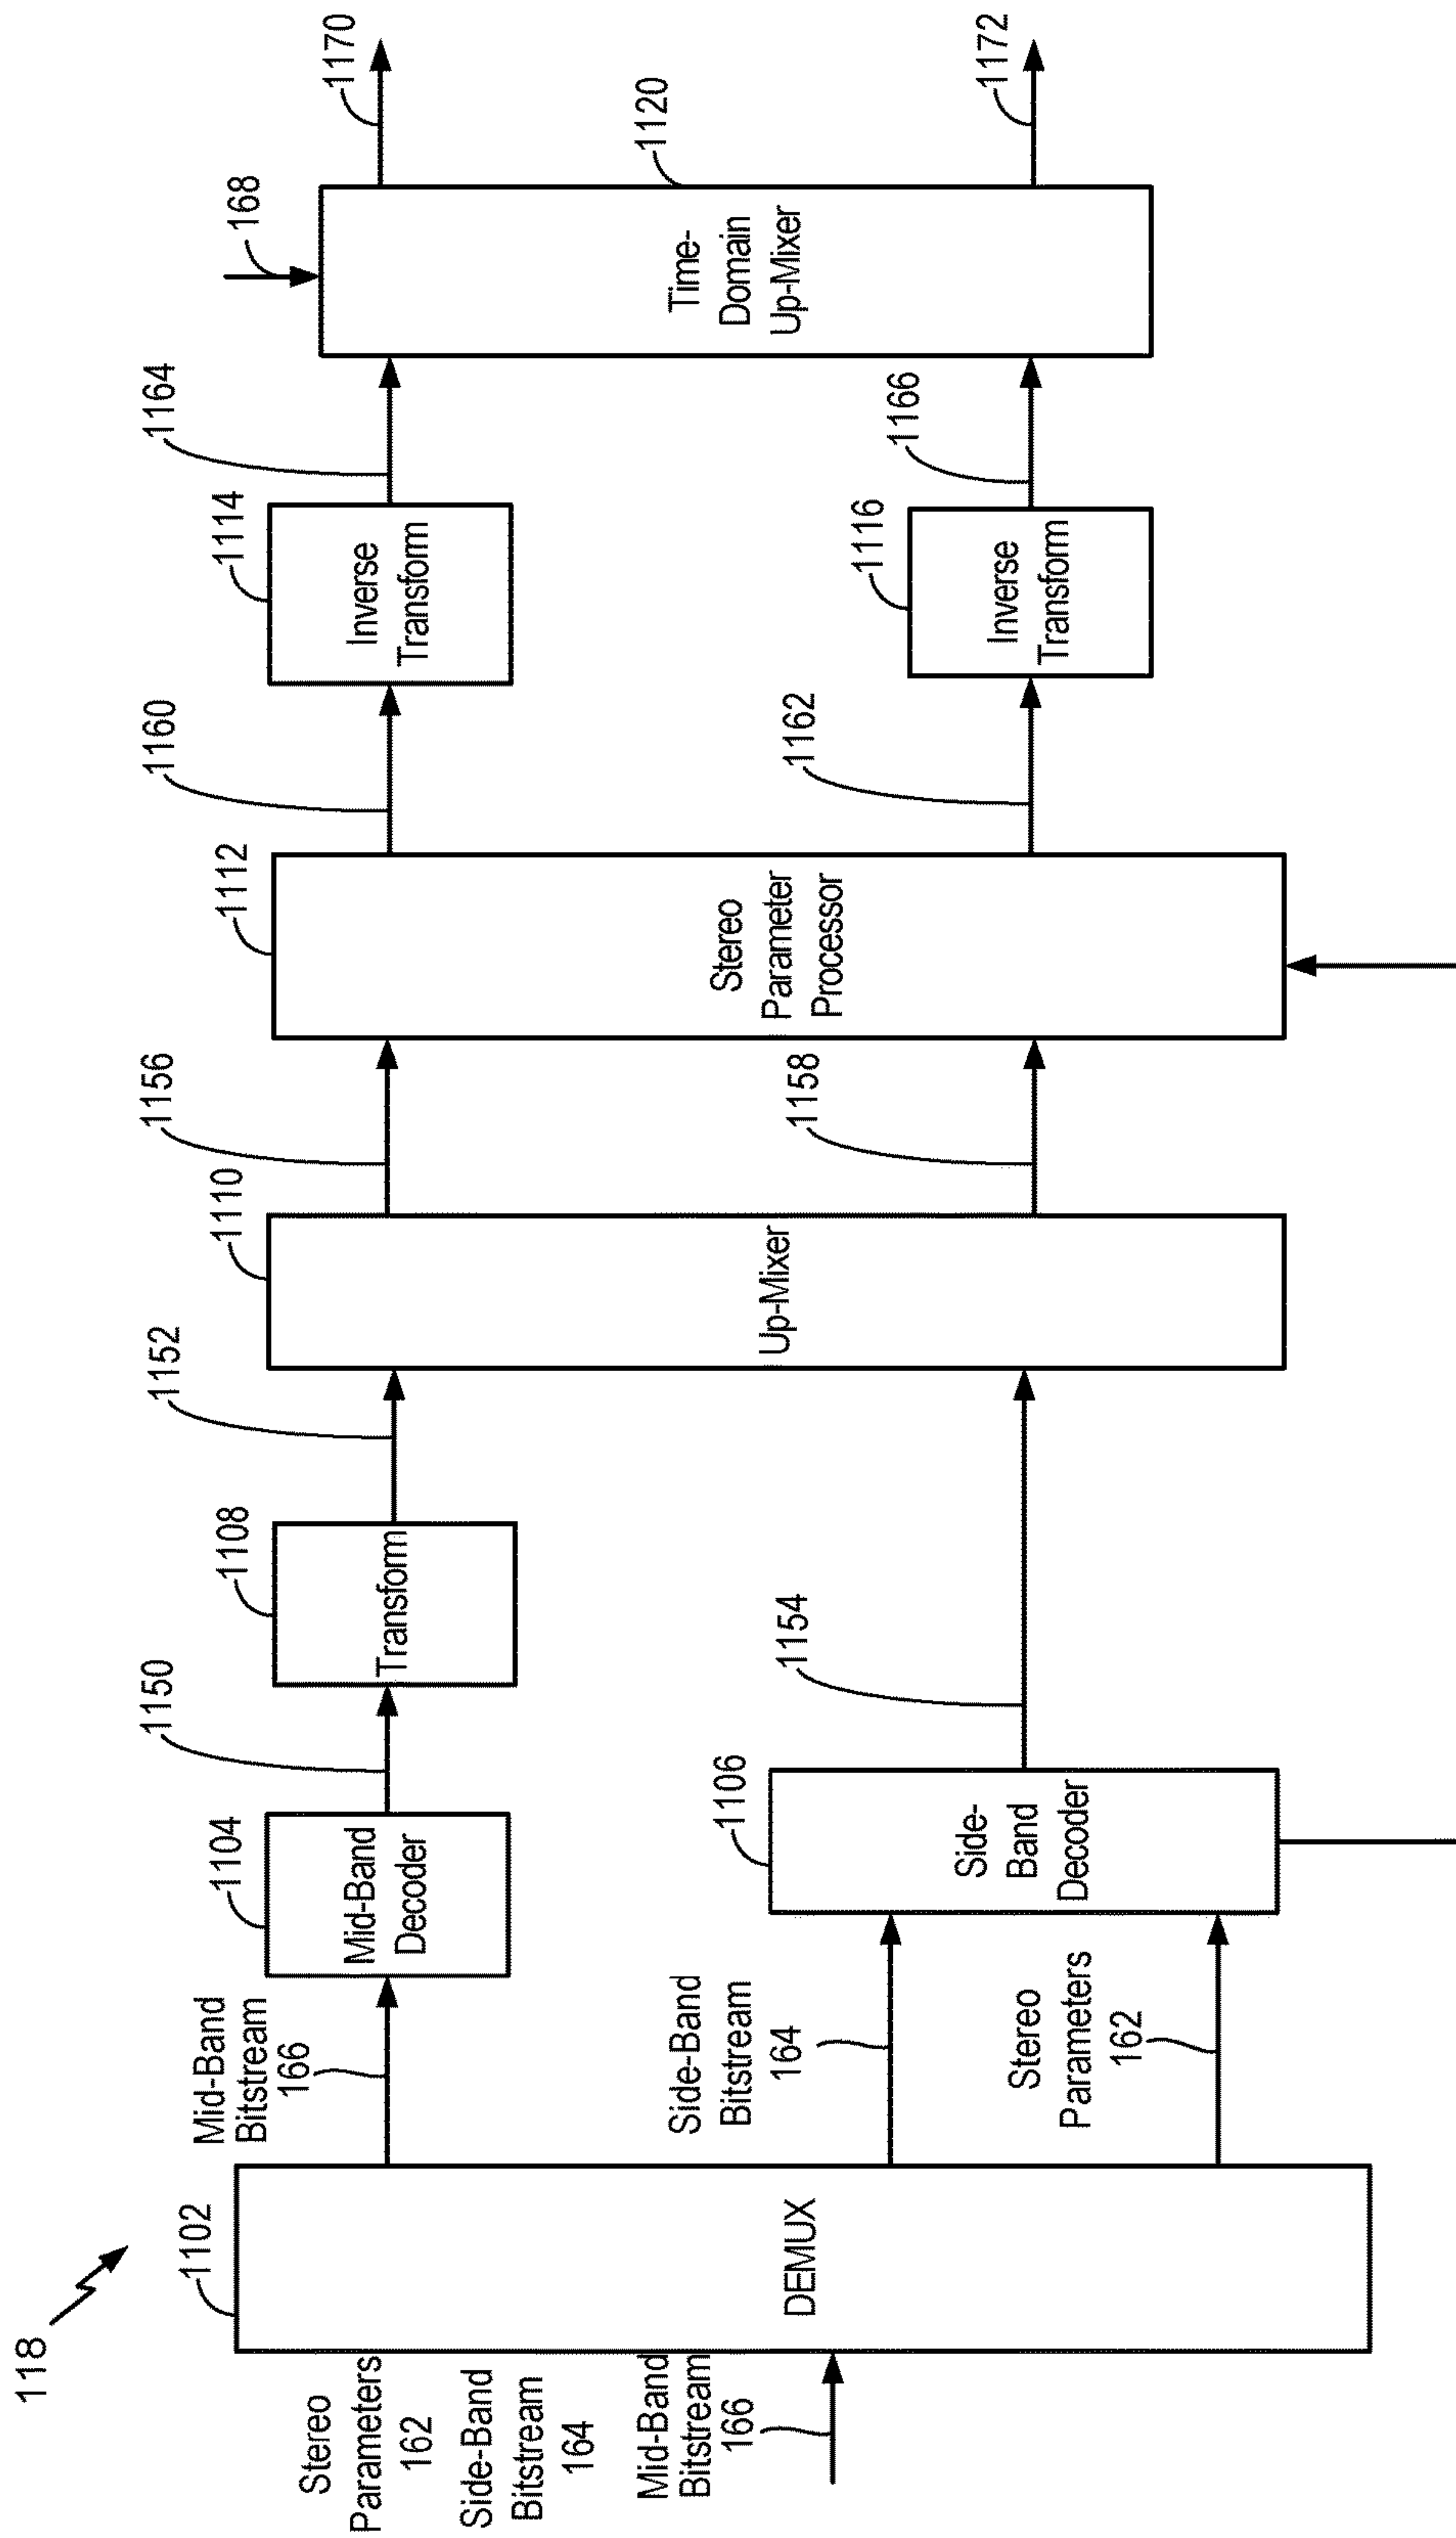 118
Stereo
Parameters
162
Side-Band
Bitstream
164
Mid-Band
Bitstream
166
1102
DEMUX
Mid-Band
Bitstream
166
Side-Band
Bitstream
164
Stereo
Parameters
162
1104
Mid-Band
Decoder
1106
Side-
Band
Decoder
1150
1154
1108
Transform
1152
1110
Up-Mixer
1156
1158
1112
Stereo
Parameter
Processor
1160
1162
1114
Inverse
Transform
1116
Inverse
Transform
1164
1166
168
Time-
Domain
Up-Mixer
1120
1170
1172